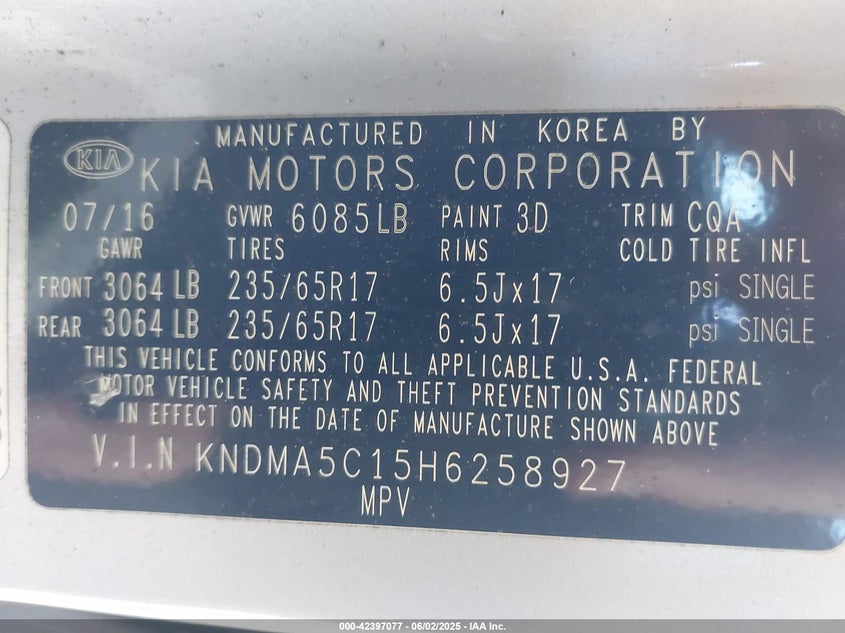 MANUFACTURED IN KOREA BY
KIA KIA MOTORS CORPORATION
07/16 GVWR 6085LB PAINT 3D TRIM CQA
GAWR TIRES RIMS COLD TIRE INFL
FRONT 3064 LB 235/65R17 6.5Jx17 psi SINGLE
REAR 3064 LB 235/65R17 6.5Jx17 psi SINGLE
THIS VEHICLE CONFORMS TO ALL APPLICABLE U.S.A. FEDERAL
MOTOR VEHICLE SAFETY AND THEFT PREVENTION STANDARDS
IN EFFECT ON THE DATE OF MANUFACTURE SHOWN ABOVE
V.I.N KNDMA5C15H6258927
MPV
000-42397077 - 06/02/2025 - IAA Inc.